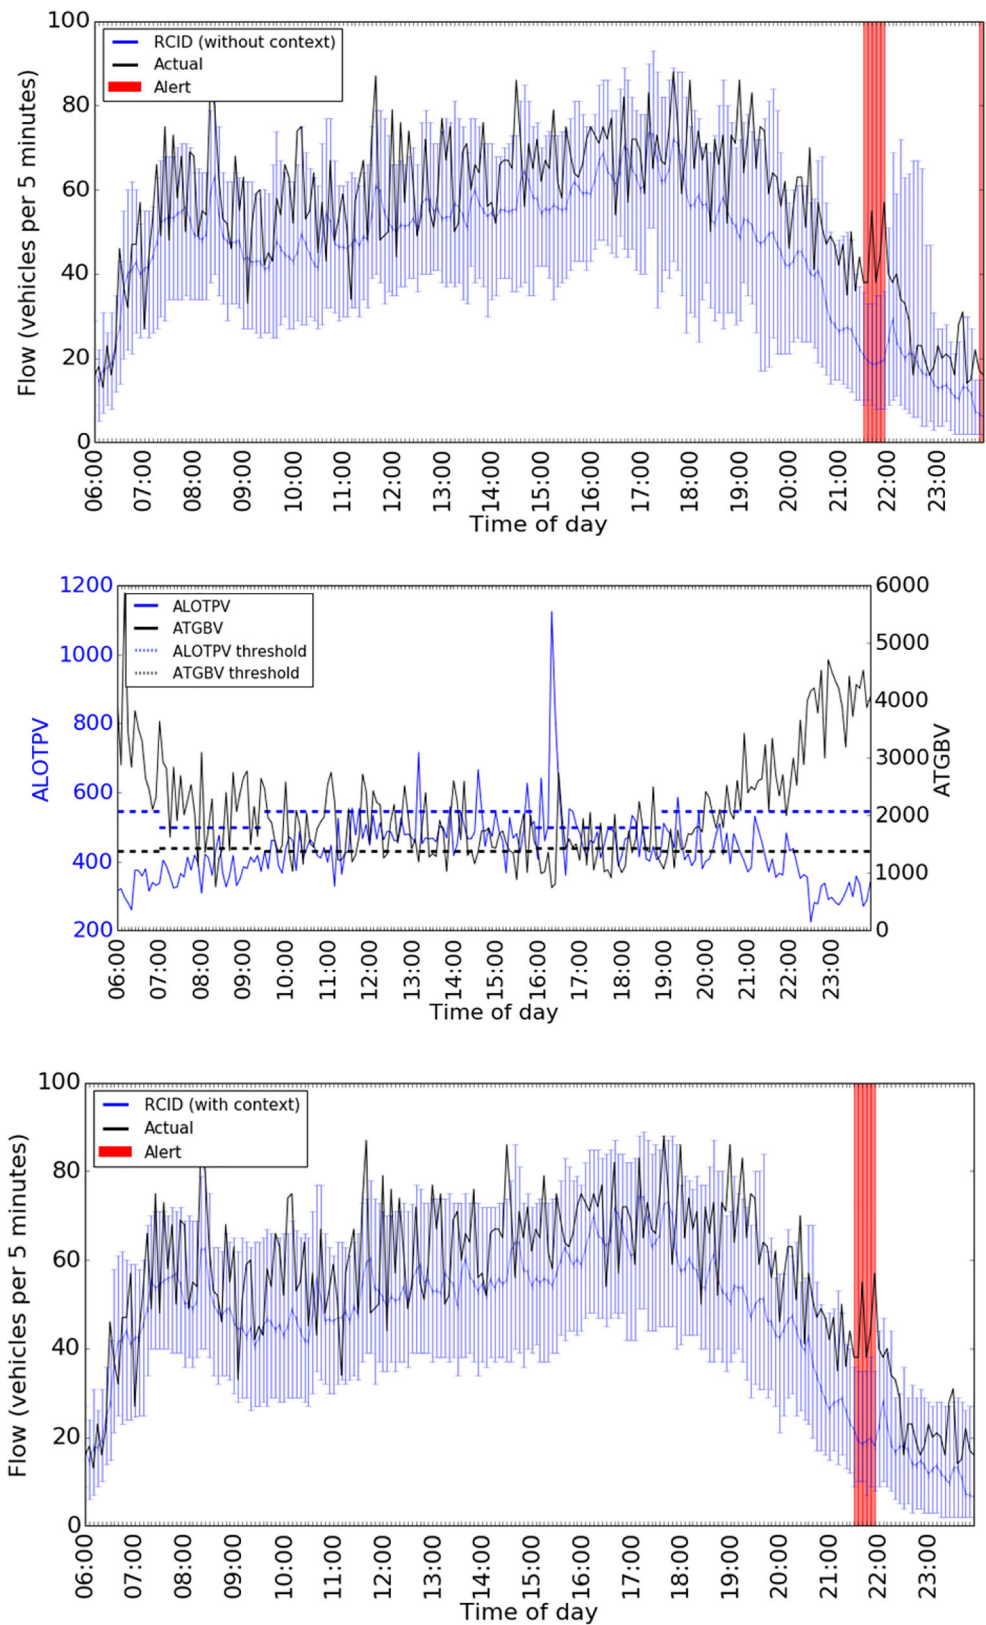 100
80
60
40
20
0
Flow (vehicles per 5 minutes)
RCID (without context)
Actual
Alert
06:00 07:00 08:00 09:00 10:00 11:00 12:00 13:00 14:00 15:00 16:00 17:00 18:00 19:00 20:00 21:00 22:00 23:00
Time of day
1200
1000
800
600
400
200
ALOTPV
ALOTPV
ATGBV
ALOTPV threshold
ATGBV threshold
6000
5000
4000
3000
2000
1000
0
ATGBV
06:00 07:00 08:00 09:00 10:00 11:00 12:00 13:00 14:00 15:00 16:00 17:00 18:00 19:00 20:00 21:00 22:00 23:00
Time of day
100
80
60
40
20
0
Flow (vehicles per 5 minutes)
RCID (with context)
Actual
Alert
06:00 07:00 08:00 09:00 10:00 11:00 12:00 13:00 14:00 15:00 16:00 17:00 18:00 19:00 20:00 21:00 22:00 23:00
Time of day